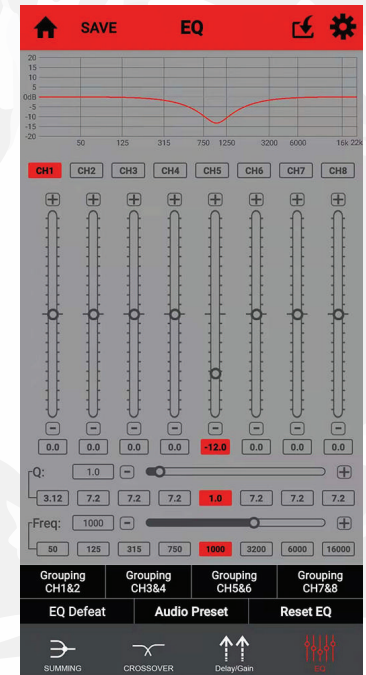 SAVE EQ
20
15
10
5
0dB
-5
-10
-15
-20
50 125 315 750 1250 3200 6000 16k 22k
CH1 CH2 CH3 CH4 CH5 CH6 CH7 CH8
0.0 0.0 0.0 0.0 -12.0 0.0 0.0 0.0
Q: 1.0
3.12 7.2 7.2 7.2 1.0 7.2 7.2 7.2
Freq: 1000
50 125 315 750 1000 3200 6000 16000
Grouping Grouping Grouping Grouping
CH1&2 CH3&4 CH5&6 CH7&8
EQ Defeat Audio Preset Reset EQ
SUMMING CROSSOVER Delay/Gain EQ